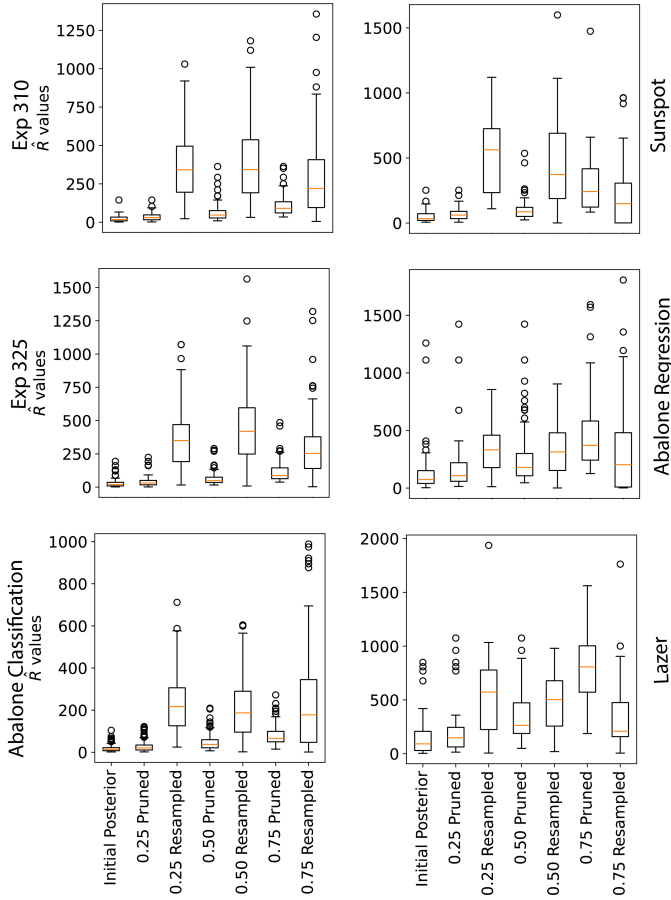 Exp 310
R̂ values
1250
1000
750
500
250
0
1500
1000
500
0
Sunspot
Exp 325
R̂ values
1500
1250
1000
750
500
250
0
1500
1000
500
0
Abalone Regression
Abalone Classification
R̂ values
1000
800
600
400
200
0
2000
1500
1000
500
0
Lazer
Initial Posterior
0.25 Pruned
0.25 Resampled
0.50 Pruned
0.50 Resampled
0.75 Pruned
0.75 Resampled
Initial Posterior
0.25 Pruned
0.25 Resampled
0.50 Pruned
0.50 Resampled
0.75 Pruned
0.75 Resampled